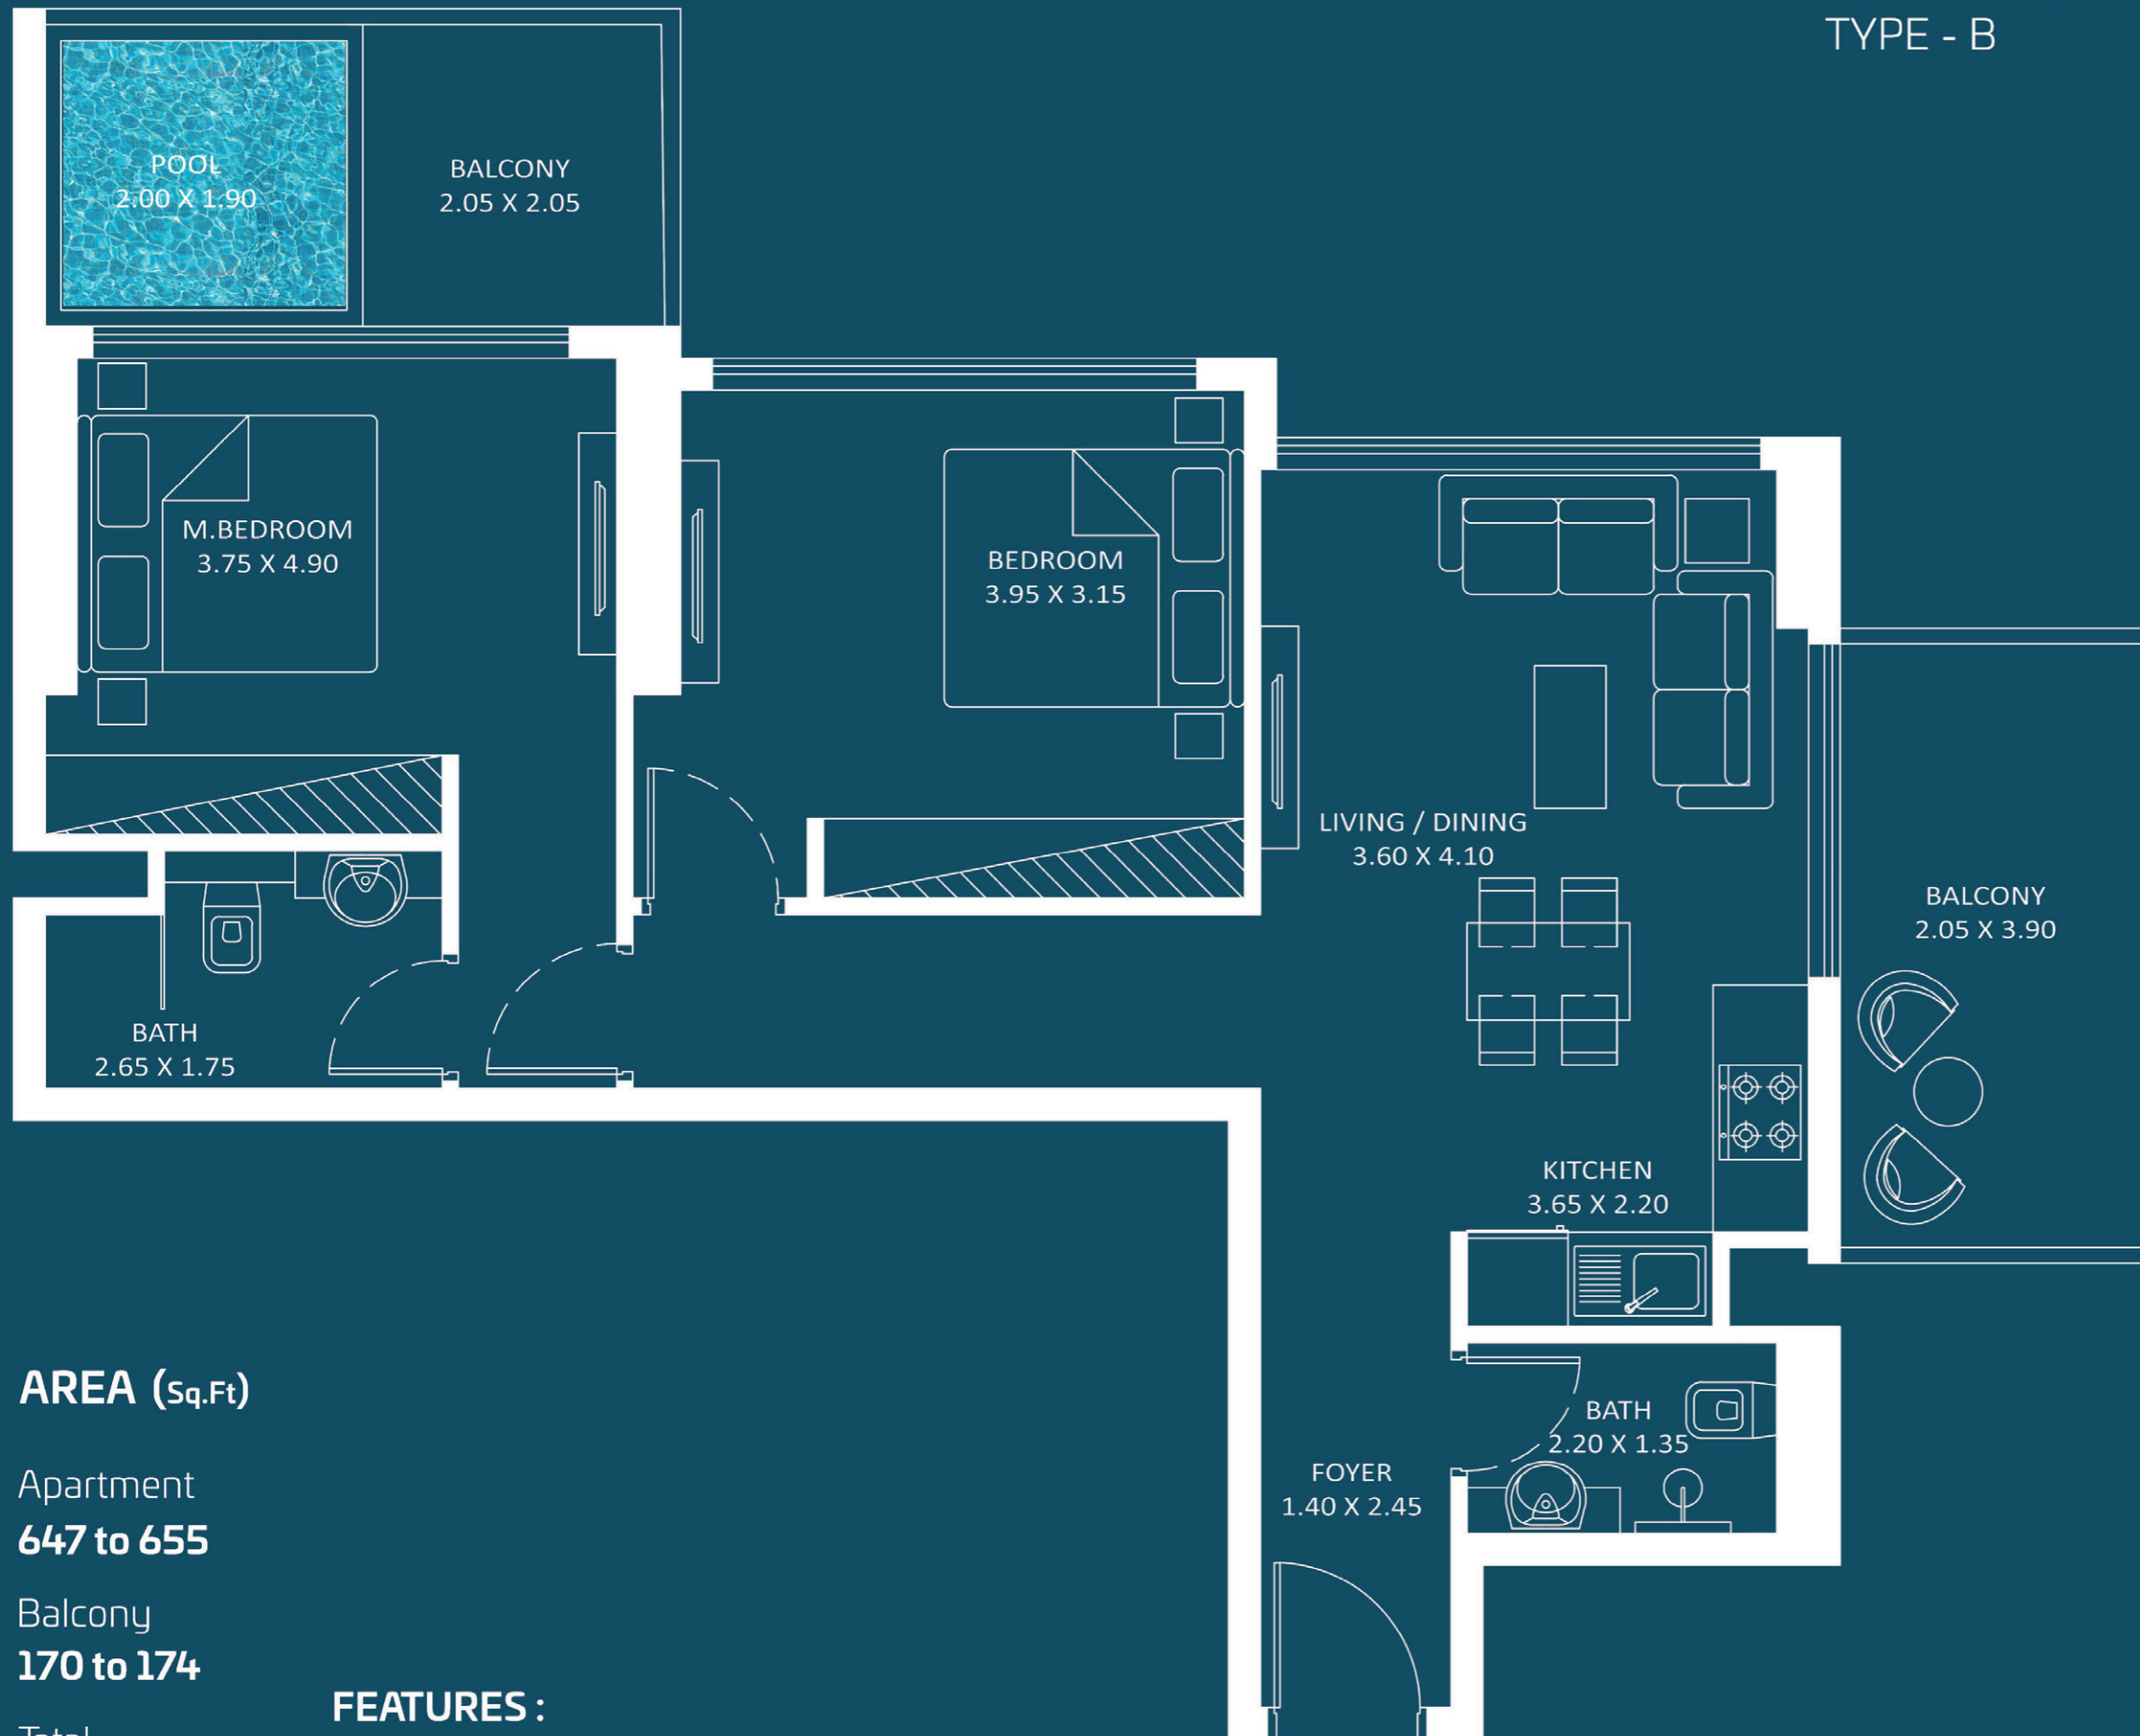 TYPE - B
POOL
2.00 X 1.90
BALCONY
2.05 X 2.05
M.BEDROOM
3.75 X 4.90
BEDROOM
3.95 X 3.15
LIVING / DINING
3.60 X 4.10
BALCONY
2.05 X 3.90
BATH
2.65 X 1.75
KITCHEN
3.65 X 2.20
BATH
2.20 X 1.35
FOYER
1.40 X 2.45
AREA (Sq.Ft)
Apartment
647 to 655
Balcony
170 to 174
Total
FEATURES :